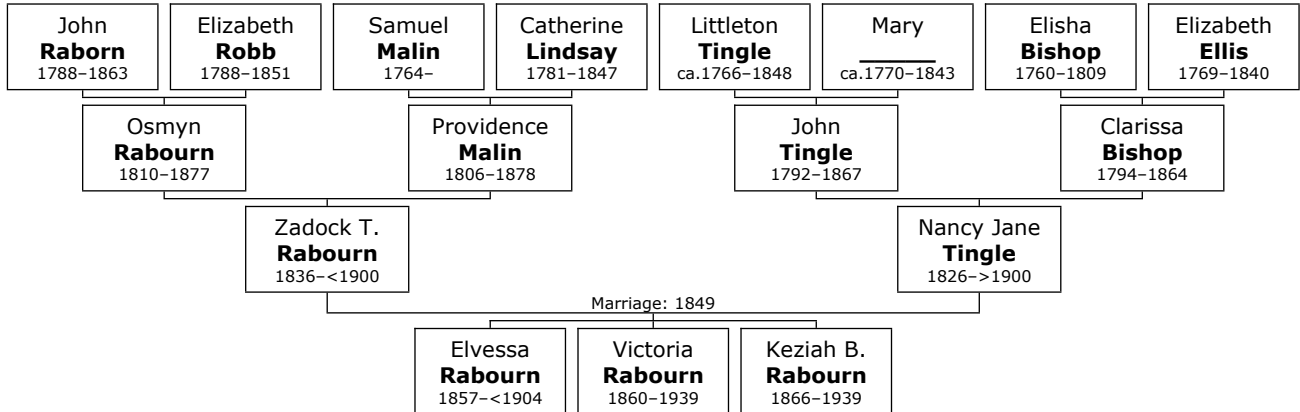 John
Raborn
1788–1863
Elizabeth
Robb
1788–1851
Samuel
Malin
1764–
Catherine
Lindsay
1781–1847
Littleton
Tingle
ca.1766–1848
Mary
________
ca.1770–1843
Elisha
Bishop
1760–1809
Elizabeth
Ellis
1769–1840
Osmyn
Rabourn
1810–1877
Providence
Malin
1806–1878
John
Tingle
1792–1867
Clarissa
Bishop
1794–1864
Zadock T.
Rabourn
1836–<1900
Nancy Jane
Tingle
1826–>1900
Marriage: 1849
Elvessa
Rabourn
1857–<1904
Victoria
Rabourn
1860–1939
Keziah B.
Rabourn
1866–1939